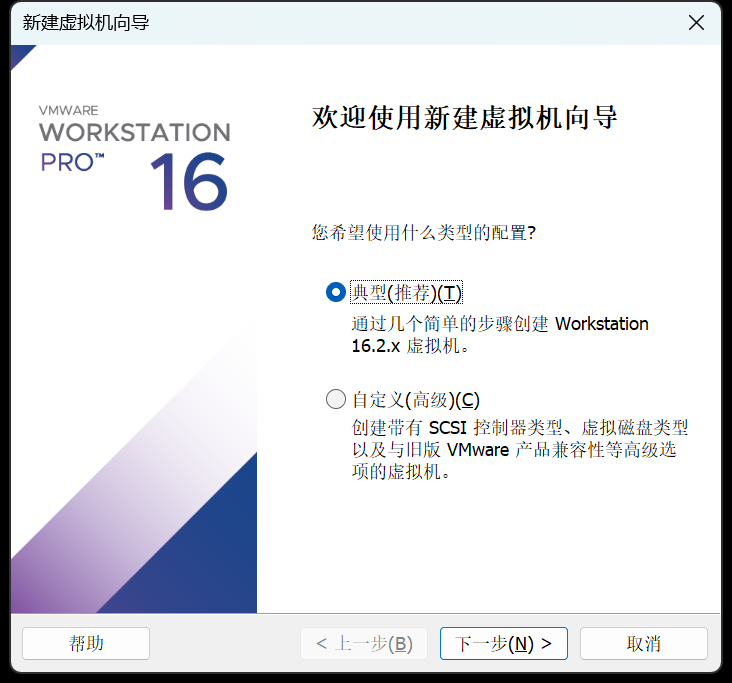 新建虚拟机向导
VMWARE
WORKSTATION
PRO™ 16
欢迎使用新建虚拟机向导
您希望使用什么类型的配置?
典型(推荐)(T)
通过几个简单的步骤创建 Workstation
16.2.x 虚拟机。
自定义(高级)(C)
创建带有 SCSI 控制器类型、虚拟磁盘类型
以及与旧版 VMware 产品兼容性等高级选
项的虚拟机。
帮助
< 上一步(B)
下一步(N) >
取消